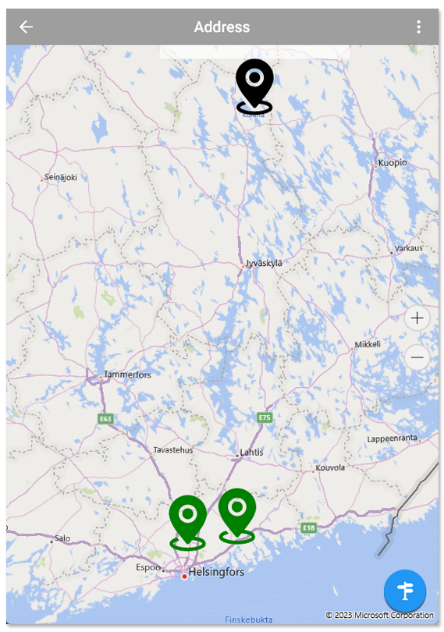 Address
Kuopio
Seinäjoki
Varkaus
Jyväskylä
Mikkeli
Tammerfors
E63
E75
Lappeenranta
Tavastehus
Lahtis
Kouvola
E18
Salo
Espoo
Helsingfors
© 2023 Microsoft Corporation
Finskebukta